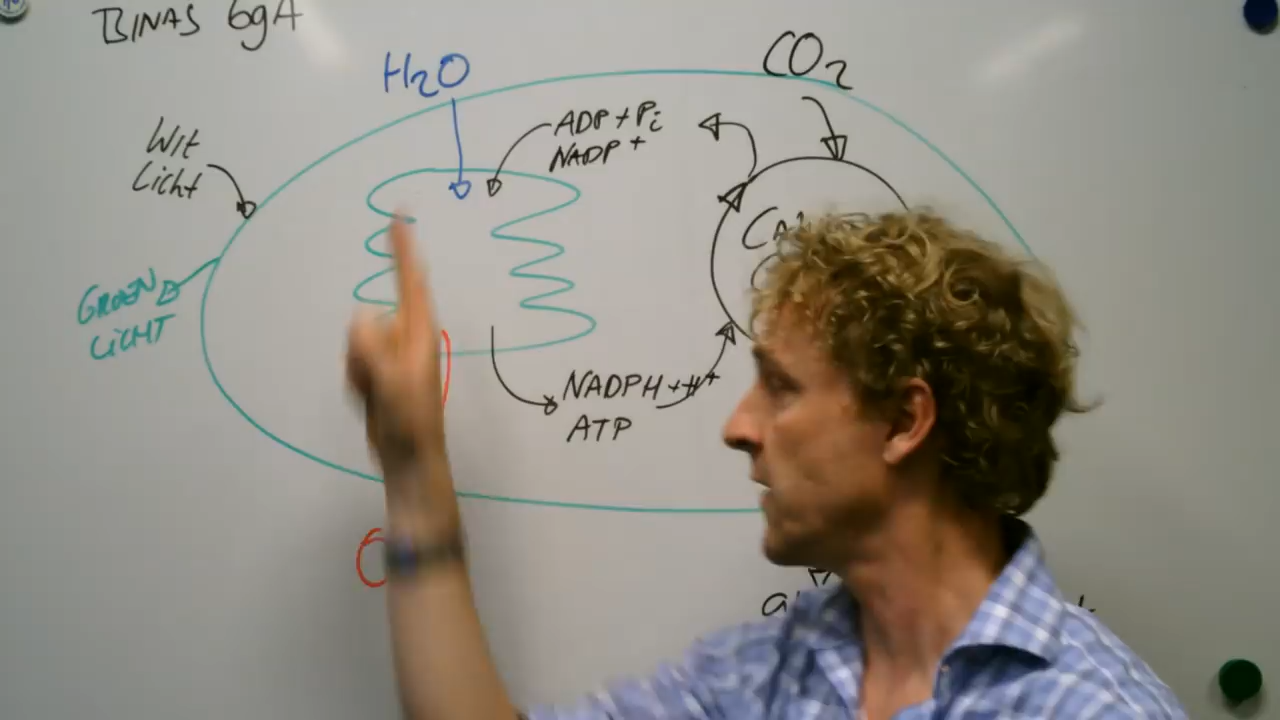 BINAS 69A
H2O
CO2
ADP + Pi
NADP+
Wit
Licht
GROEN
LICHT
NADPH + H+
ATP